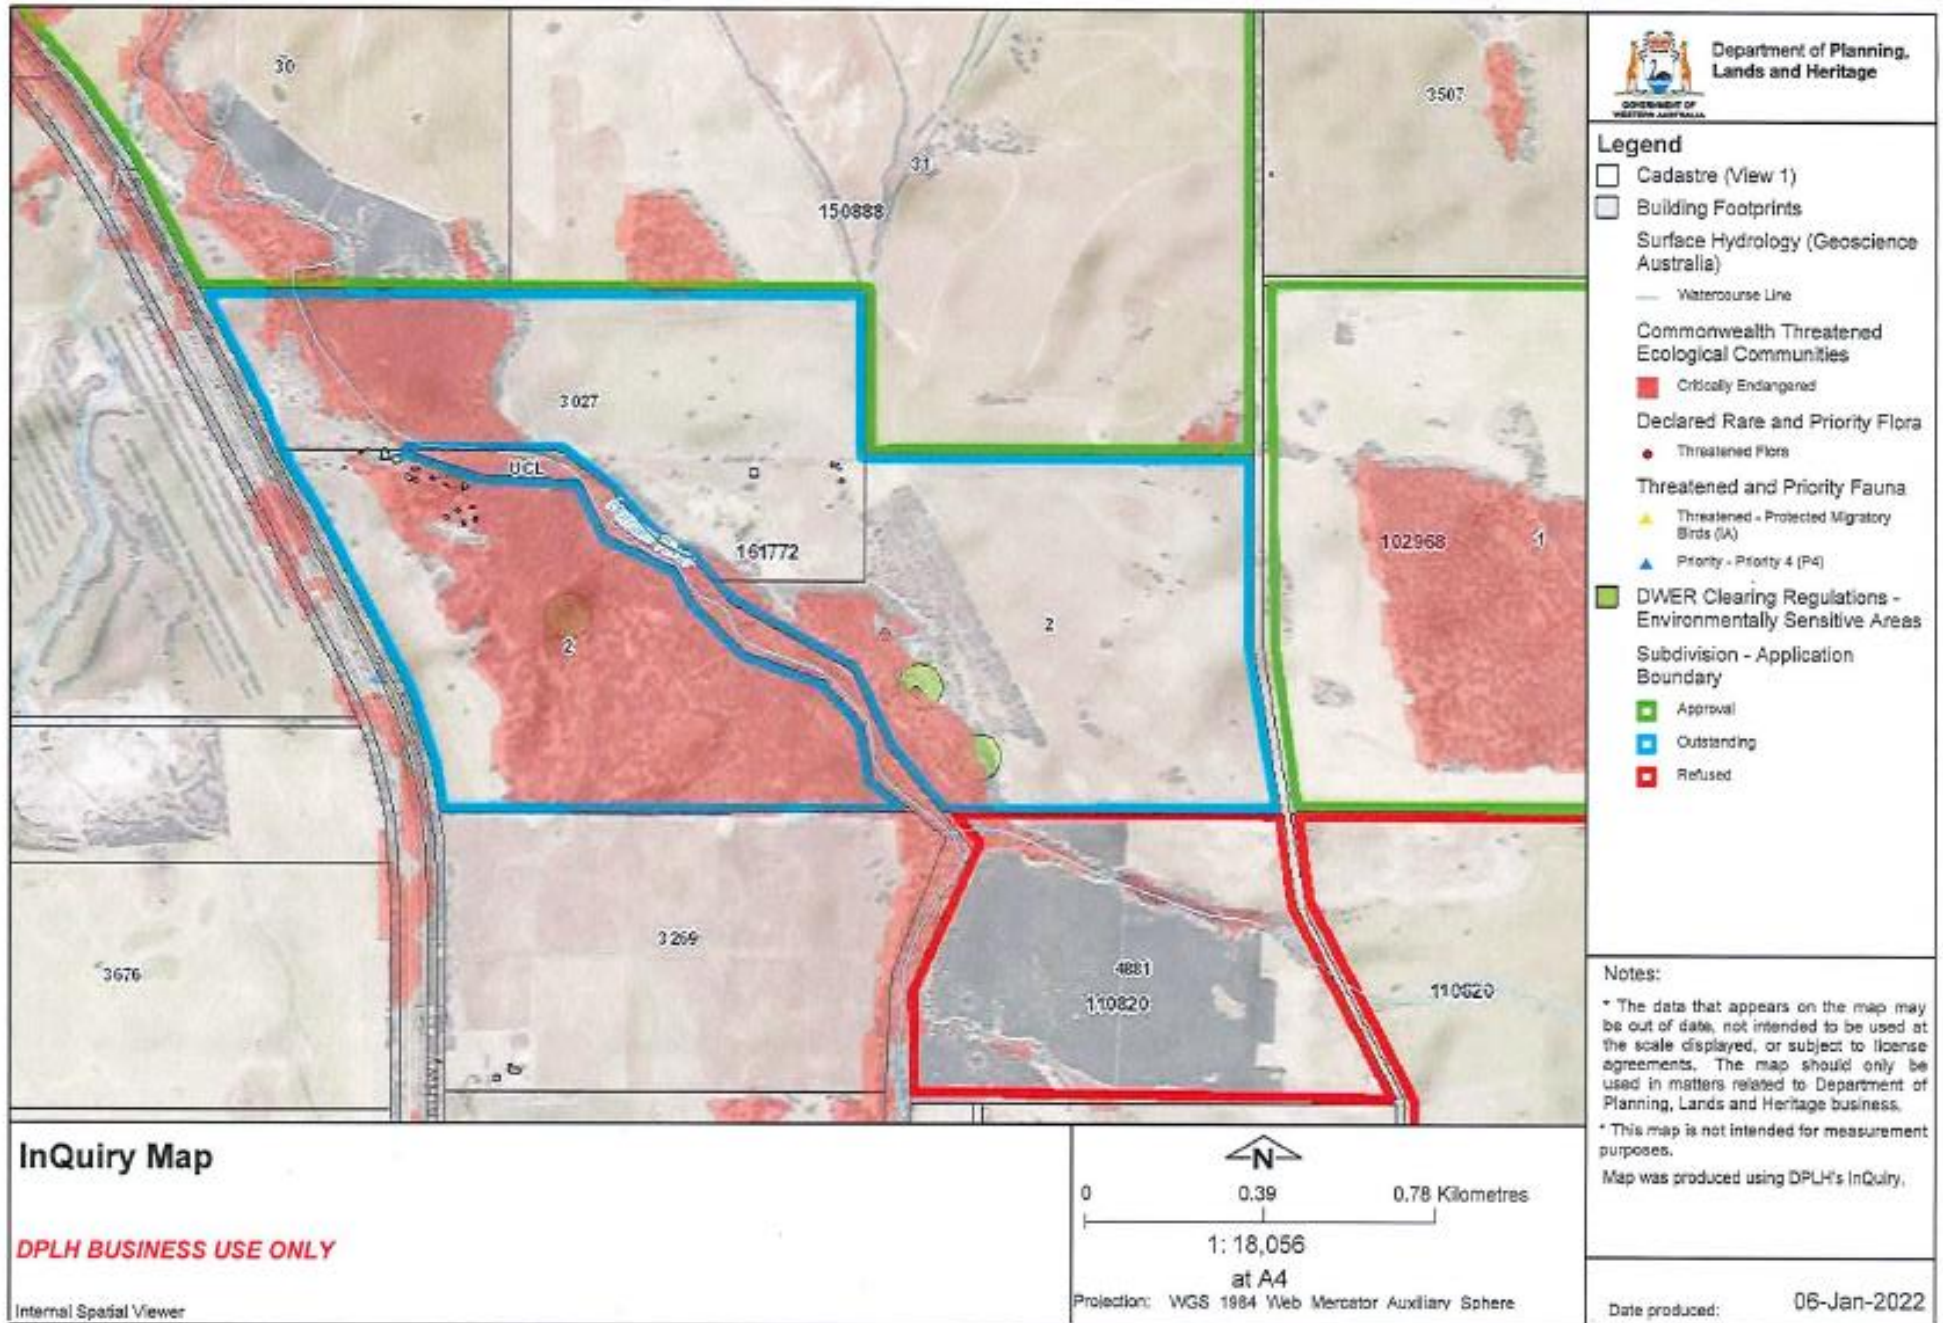 30
3507
31
150888
3027
UCL
161772
102968
1
2
2
3269
3676
4881
110820
110820
Department of Planning,
Lands and Heritage
GOVERNMENT OF
WESTERN AUSTRALIA
Legend
Cadastre (View 1)
Building Footprints
Surface Hydrology (Geoscience
Australia)
Watercourse Line
Commonwealth Threatened
Ecological Communities
Critically Endangered
Declared Rare and Priority Flora
Threatened Flora
Threatened and Priority Fauna
Threatened - Protected Migratory
Birds (IA)
Priority - Priority 4 (P4)
DWER Clearing Regulations -
Environmentally Sensitive Areas
Subdivision - Application
Boundary
Approval
Outstanding
Refused
Notes:
* The data that appears on the map may
be out of date, not intended to be used at
the scale displayed, or subject to license
agreements. The map should only be
used in matters related to Department of
Planning, Lands and Heritage business.
* This map is not intended for measurement
purposes.
Map was produced using DPLH's InQuiry.
Date produced: 06-Jan-2022
InQuiry Map
DPLH BUSINESS USE ONLY
Internal Spatial Viewer
N
0 0.39 0.78 Kilometres
1: 18,056
at A4
Projection: WGS 1984 Web Mercator Auxiliary Sphere